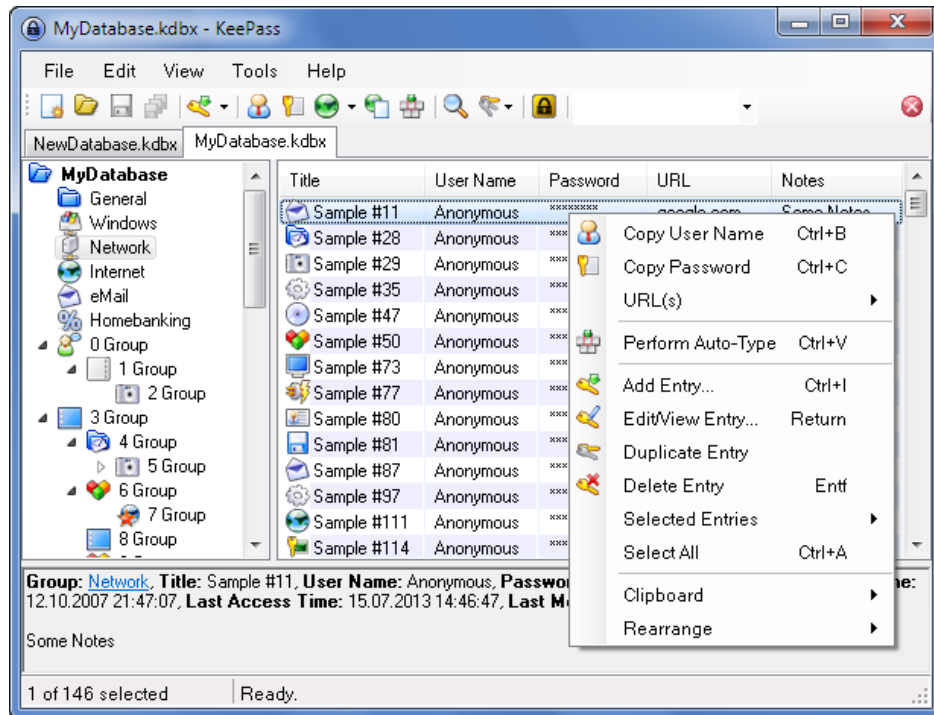 MyDatabase.kdbx - KeePass
File Edit View Tools Help
NewDatabase.kdbx MyDatabase.kdbx
MyDatabase
General
Windows
Network
Internet
eMail
Homebanking
0 Group
1 Group
2 Group
3 Group
4 Group
5 Group
6 Group
7 Group
8 Group
Title User Name Password URL Notes
Sample #11 Anonymous ******** google.com Some Notes
Sample #28 Anonymous ***
Sample #29 Anonymous ***
Sample #35 Anonymous ***
Sample #47 Anonymous ***
Sample #50 Anonymous ***
Sample #73 Anonymous ***
Sample #77 Anonymous ***
Sample #80 Anonymous ***
Sample #81 Anonymous ***
Sample #87 Anonymous ***
Sample #97 Anonymous ***
Sample #111 Anonymous ***
Sample #114 Anonymous ***
Copy User Name Ctrl+B
Copy Password Ctrl+C
URL(s)
Perform Auto-Type Ctrl+V
Add Entry... Ctrl+I
Edit/View Entry... Return
Duplicate Entry
Delete Entry Entf
Selected Entries
Select All Ctrl+A
Clipboard
Rearrange
Group: Network, Title: Sample #11, User Name: Anonymous, Passwor ne:
12.10.2007 21:47:07, Last Access Time: 15.07.2013 14:46:47, Last M
Some Notes
1 of 146 selected Ready.